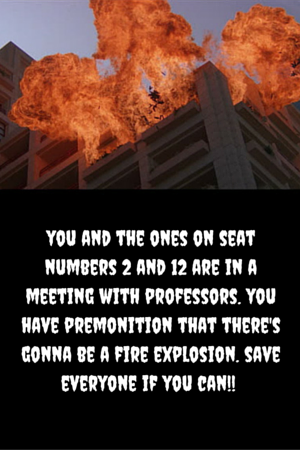 YOU AND THE ONES ON SEAT
NUMBERS 2 AND 12 ARE IN A
MEETING WITH PROFESSORS. YOU
HAVE PREMONITION THAT THERE'S
GONNA BE A FIRE EXPLOSION. SAVE
EVERYONE IF YOU CAN!!